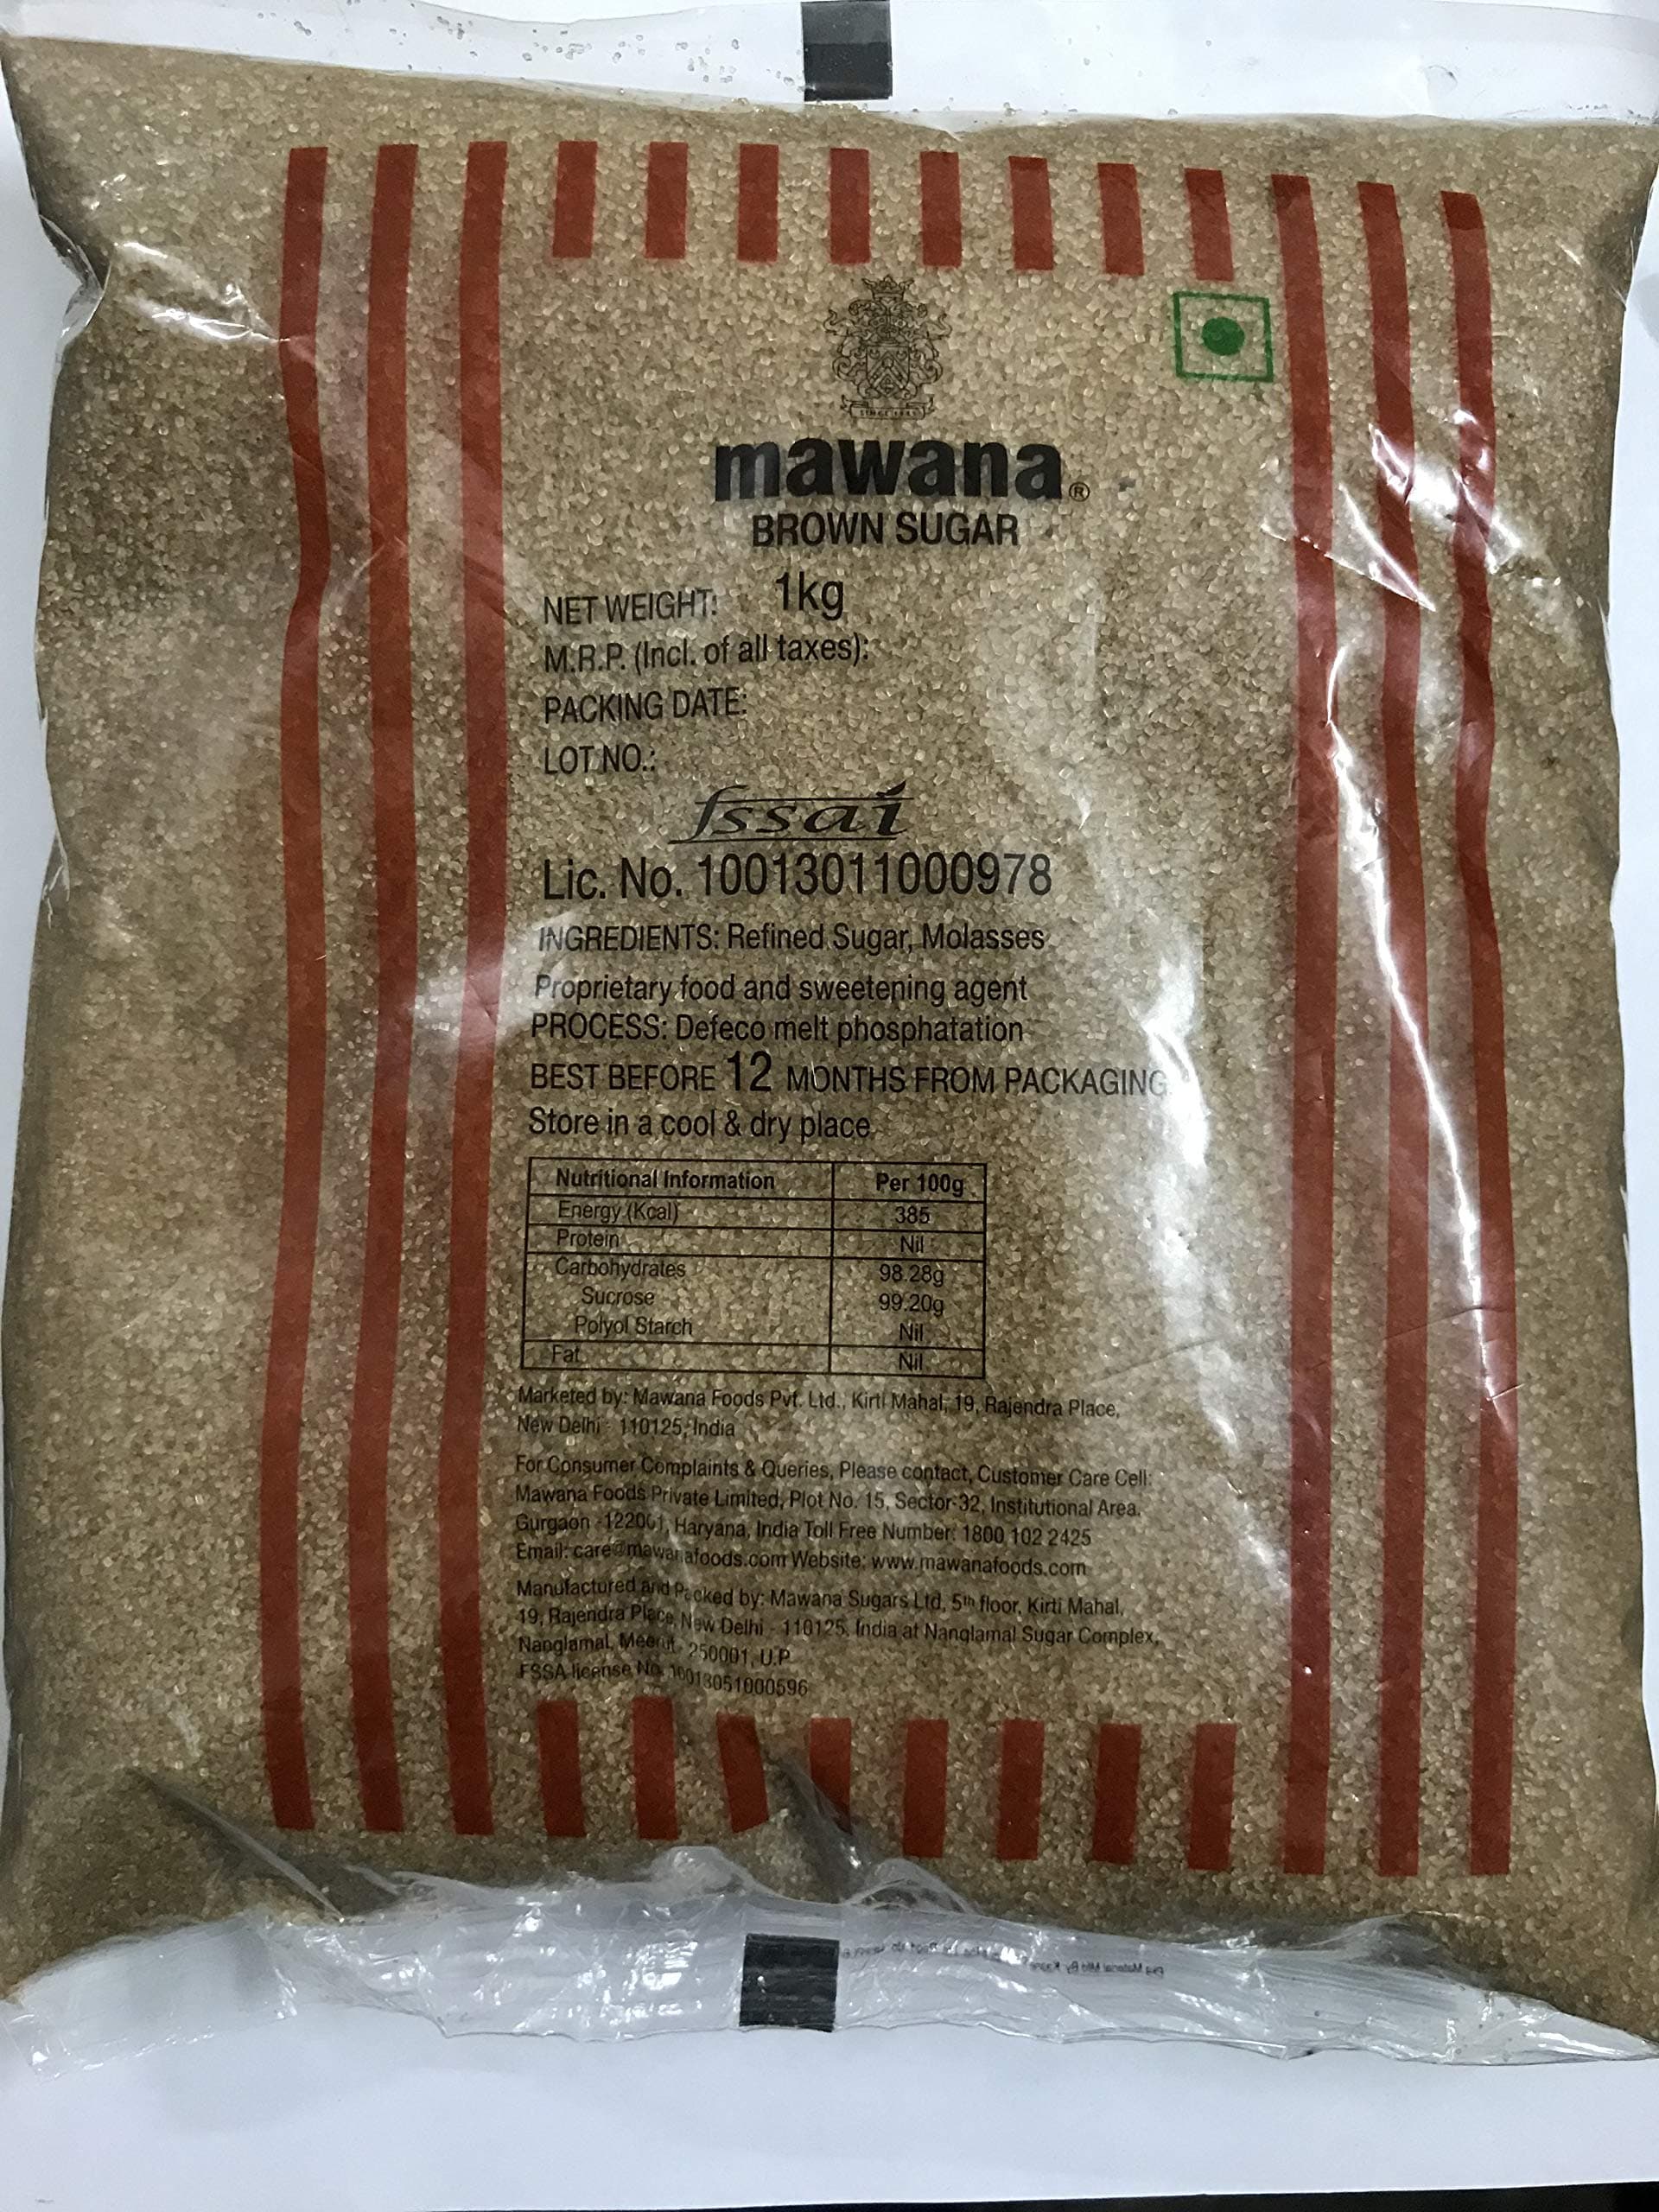 mawana®
BROWN SUGAR
NET WEIGHT: 1kg
M.R.P. (Incl. of all taxes):
PACKING DATE:
LOT NO.:
fssai
Lic. No. 10013011000978
INGREDIENTS: Refined Sugar, Molasses
Proprietary food and sweetening agent
PROCESS: Defeco melt phosphatation
BEST BEFORE 12 MONTHS FROM PACKAGING
Store in a cool & dry place
Nutritional Information Per 100g
Energy (Kcal) 385
Protein Nil
Carbohydrates 98.28g
Sucrose 99.20g
Polyol Starch Nil
Fat Nil
Marketed by: Mawana Foods Pvt. Ltd., Kirti Mahal, 19, Rajendra Place,
New Delhi - 110125, India
For Consumer Complaints & Queries, Please contact, Customer Care Cell:
Mawana Foods Private Limited, Plot No. 15, Sector-32, Institutional Area.
Gurgaon -122001, Haryana, India Toll Free Number: 1800 102 2425
Email: care@mawanafoods.com Website: www.mawanafoods.com
Manufactured and Packed by: Mawana Sugars Ltd, 5th floor, Kirti Mahal,
19, Rajendra Place, New Delhi - 110125, India at Nanglamal Sugar Complex,
Nanglamal, Meerut - 250001, U.P.
FSSA license No. 10013051000596